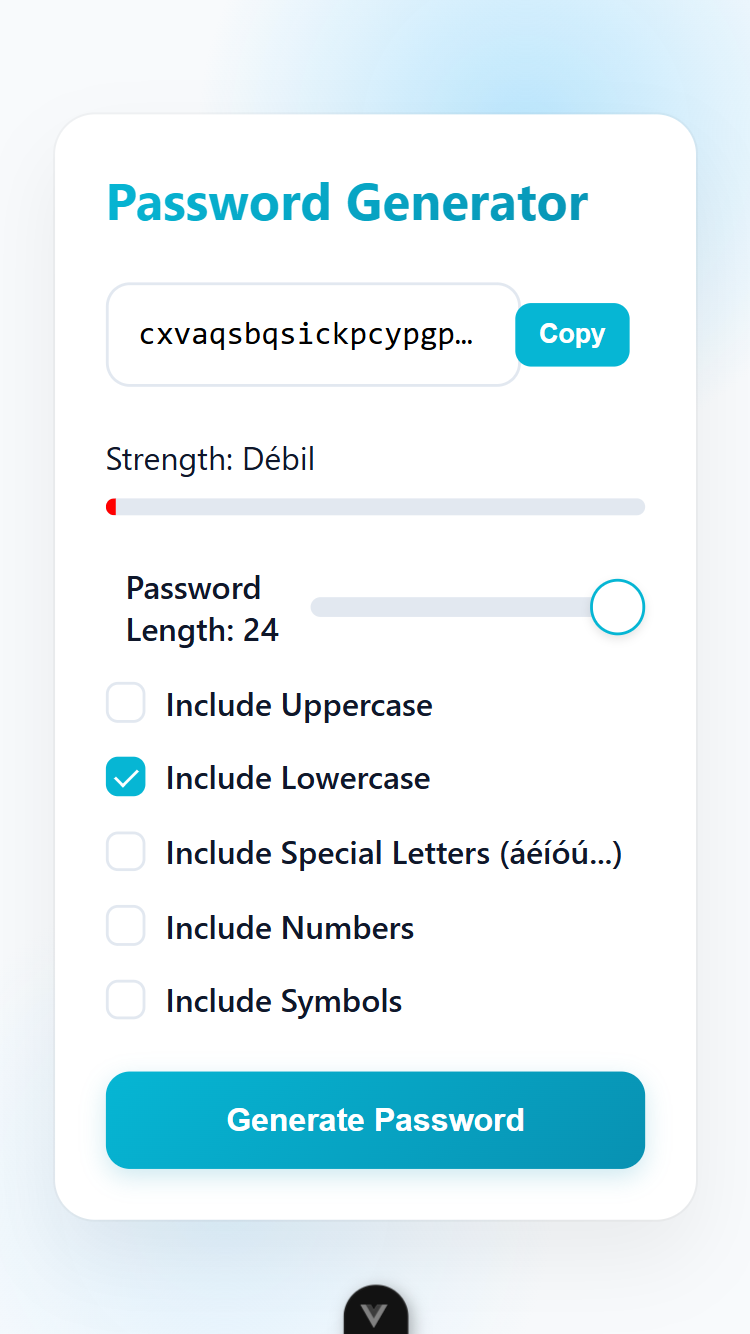 Password Generator
cxvaqsbqsickpcypgp…
Copy
Strength: Débil
Password
Length: 24
Include Uppercase
Include Lowercase
Include Special Letters (áéíóú...)
Include Numbers
Include Symbols
Generate Password